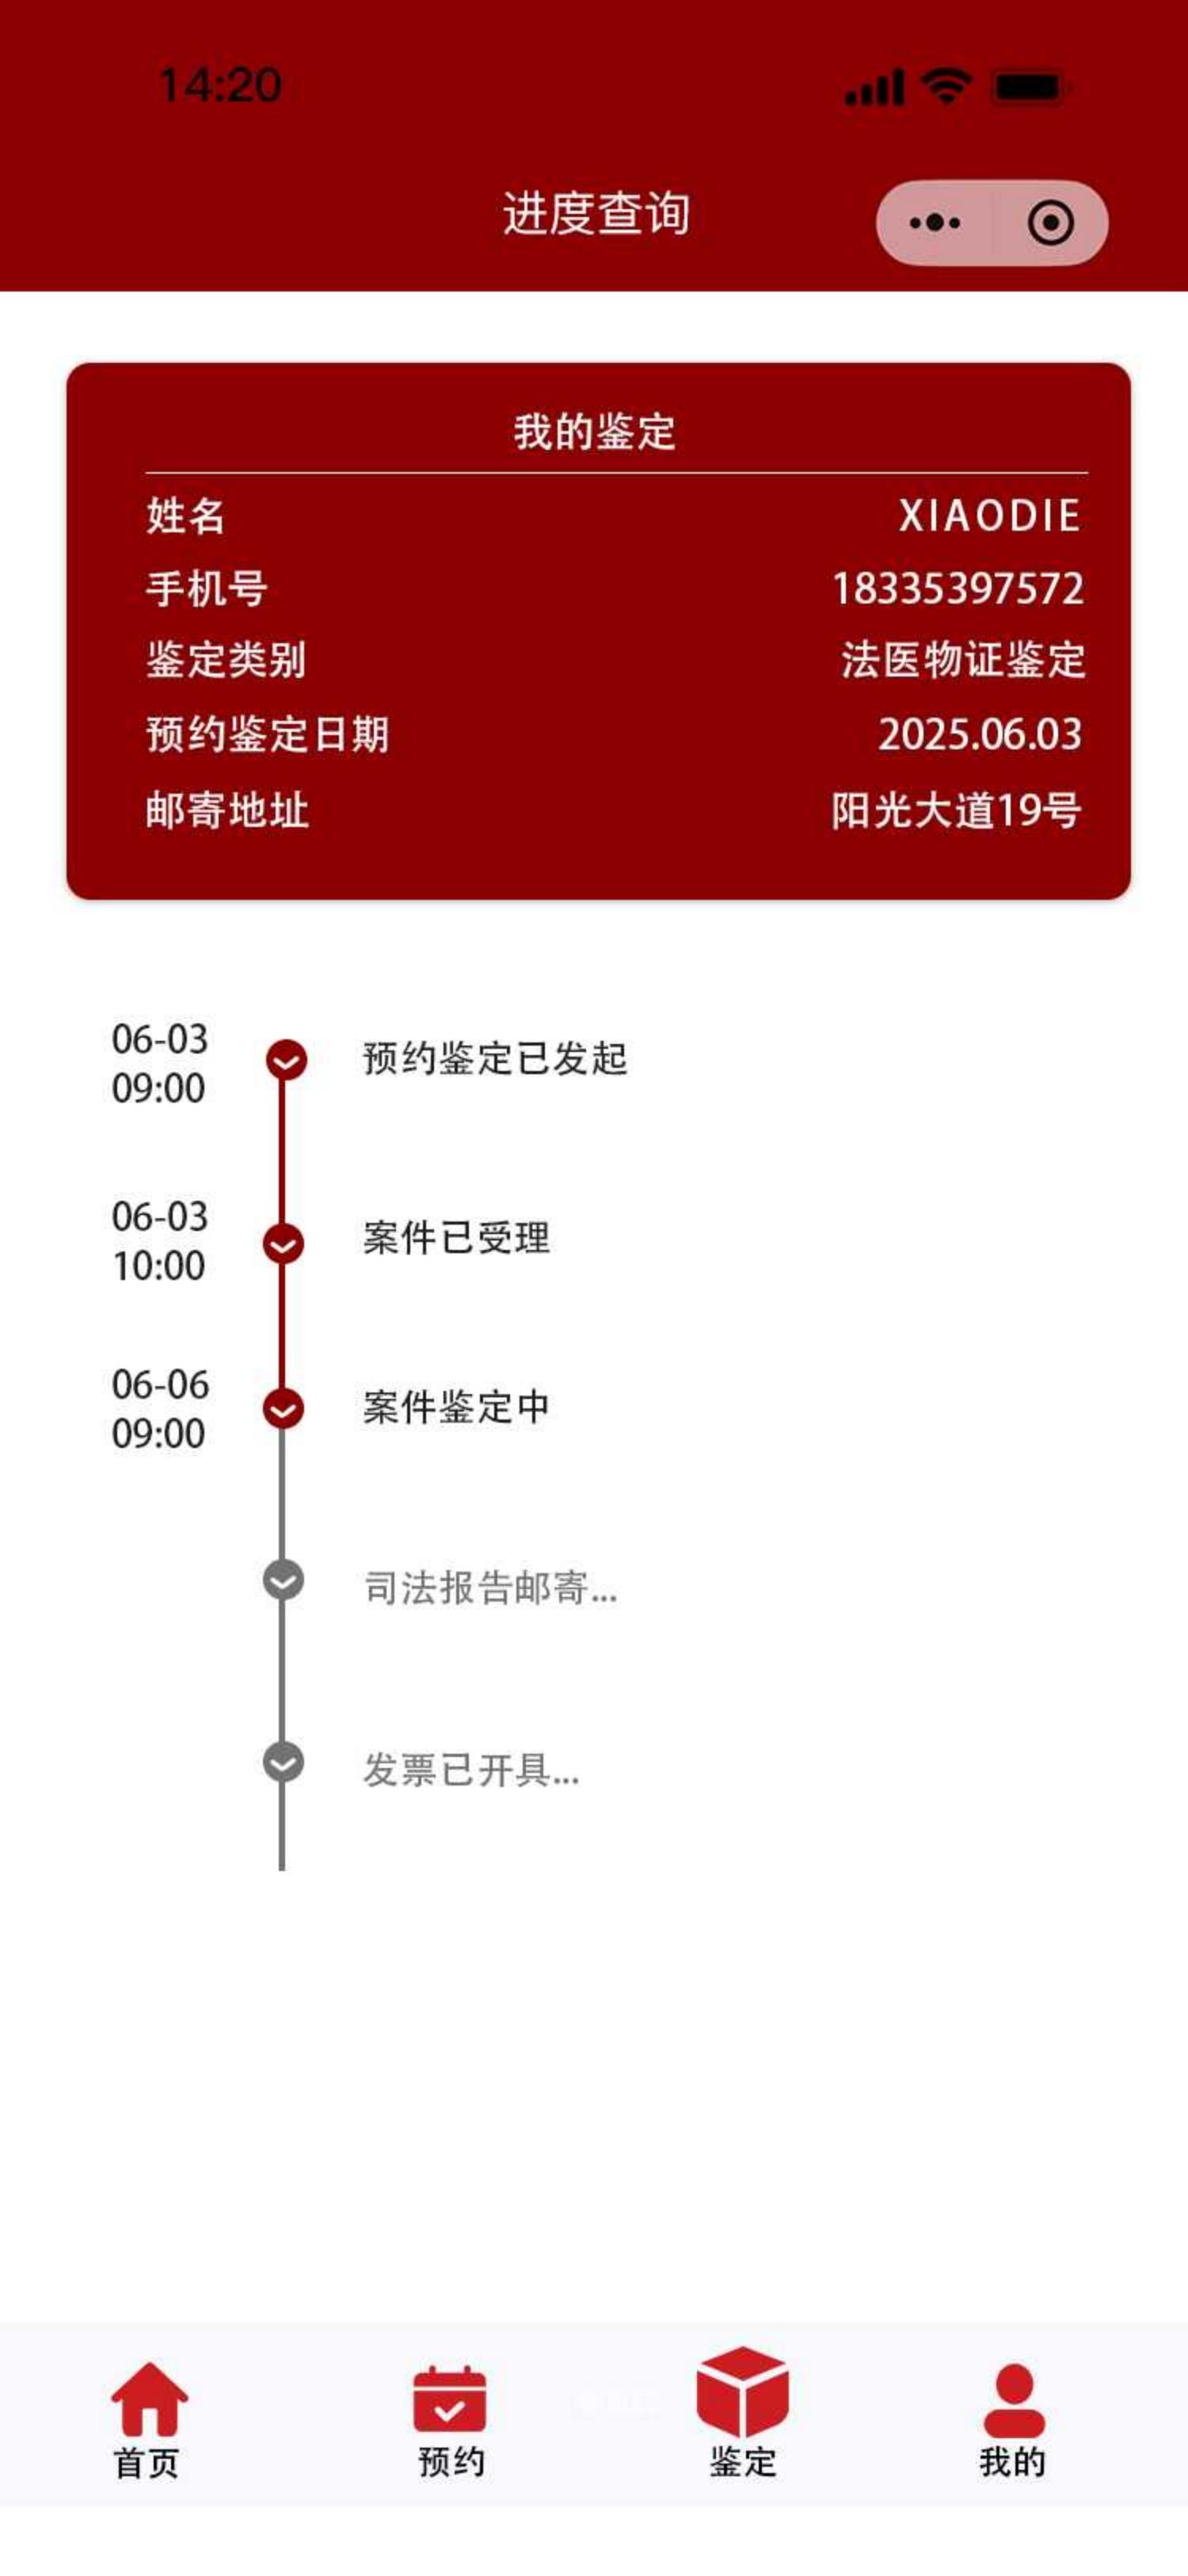 14:20
进度查询
我的鉴定
姓名 XIAODIE
手机号 18335397572
鉴定类别 法医物证鉴定
预约鉴定日期 2025.06.03
邮寄地址 阳光大道19号
06-03
09:00
预约鉴定已发起
06-03
10:00
案件已受理
06-06
09:00
案件鉴定中
司法报告邮寄...
发票已开具...
首页 预约 鉴定 我的